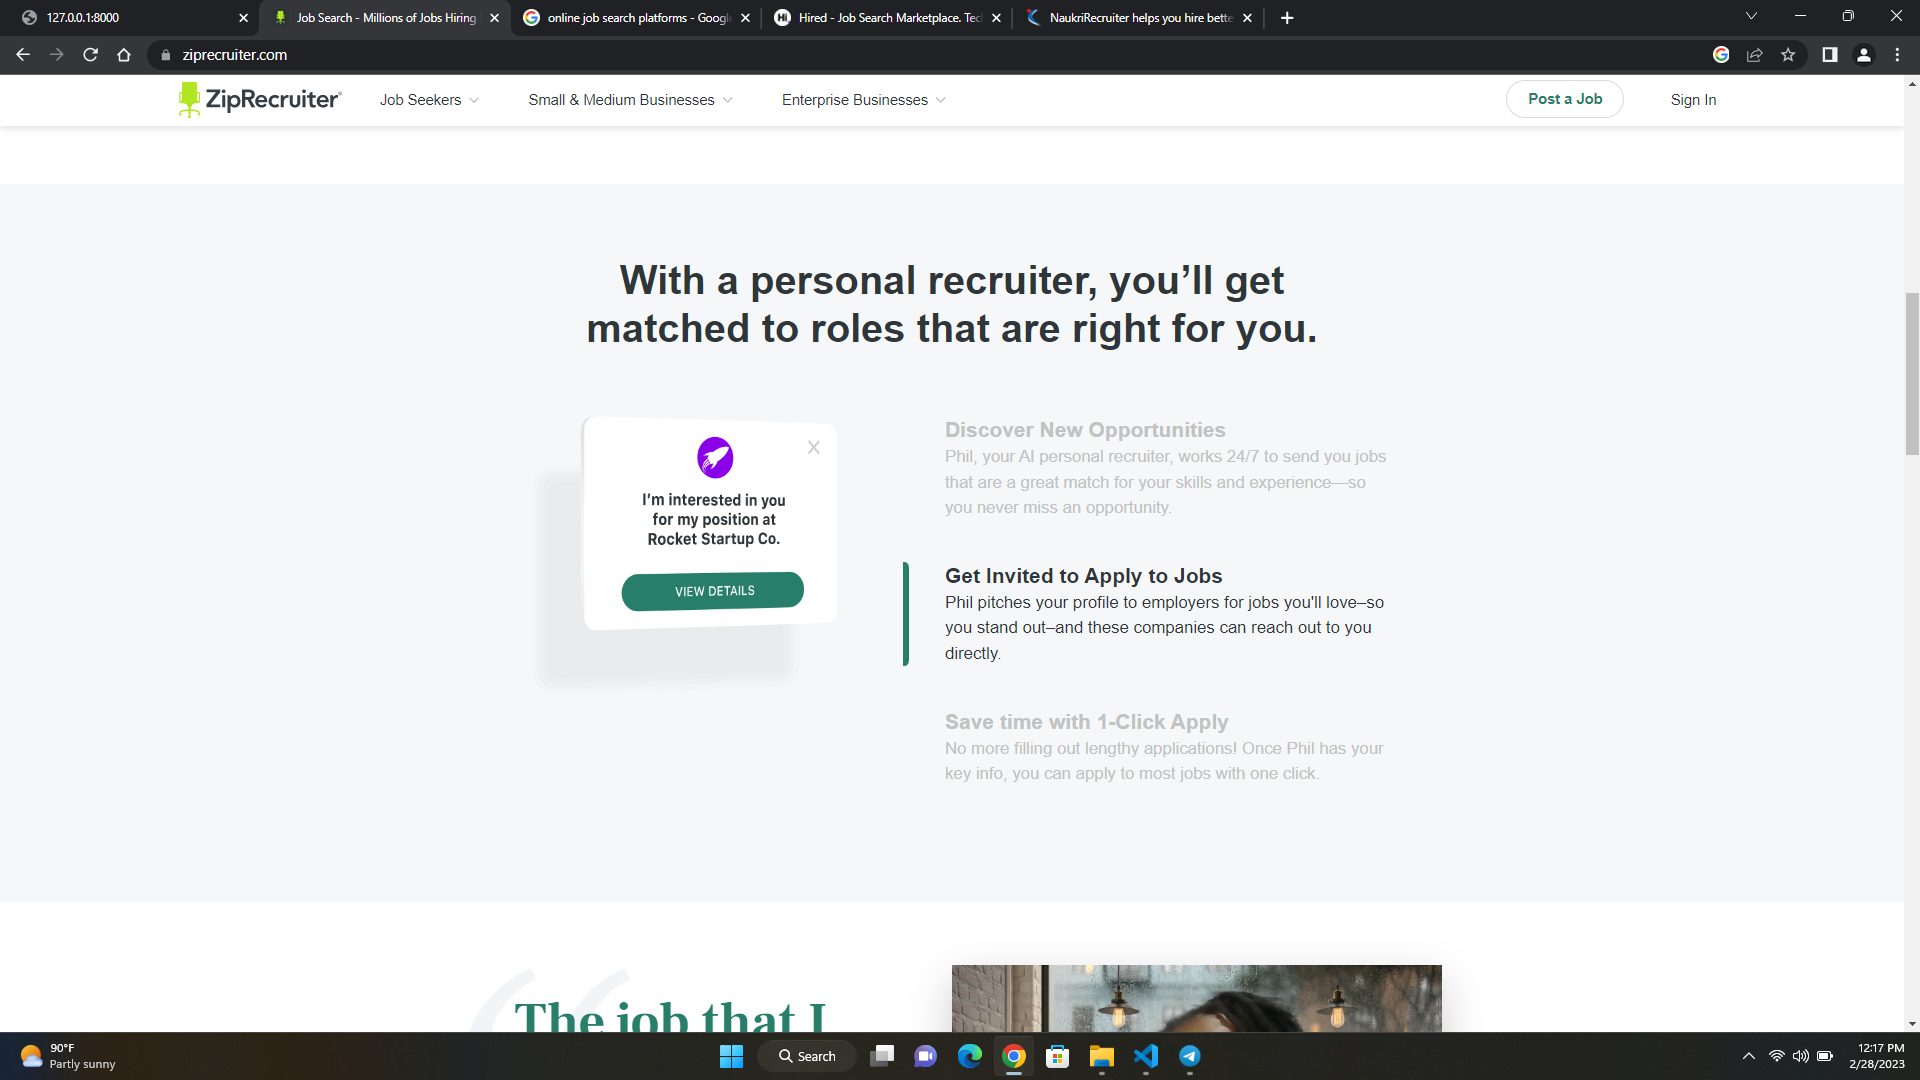 127.0.0.1:8000
Job Search - Millions of Jobs Hiring
online job search platforms - Googl
Hired - Job Search Marketplace. Tec
NaukriRecruiter helps you hire bette
ziprecruiter.com
ZipRecruiter
Job Seekers
Small & Medium Businesses
Enterprise Businesses
Post a Job
Sign In
With a personal recruiter, you’ll get
matched to roles that are right for you.
I’m interested in you
for my position at
Rocket Startup Co.
VIEW DETAILS
Discover New Opportunities
Phil, your AI personal recruiter, works 24/7 to send you jobs
that are a great match for your skills and experience—so
you never miss an opportunity.
Get Invited to Apply to Jobs
Phil pitches your profile to employers for jobs you'll love–so
you stand out–and these companies can reach out to you
directly.
Save time with 1-Click Apply
No more filling out lengthy applications! Once Phil has your
key info, you can apply to most jobs with one click.
“
The job that I
90°F
Partly sunny
Search
12:17 PM
2/28/2023